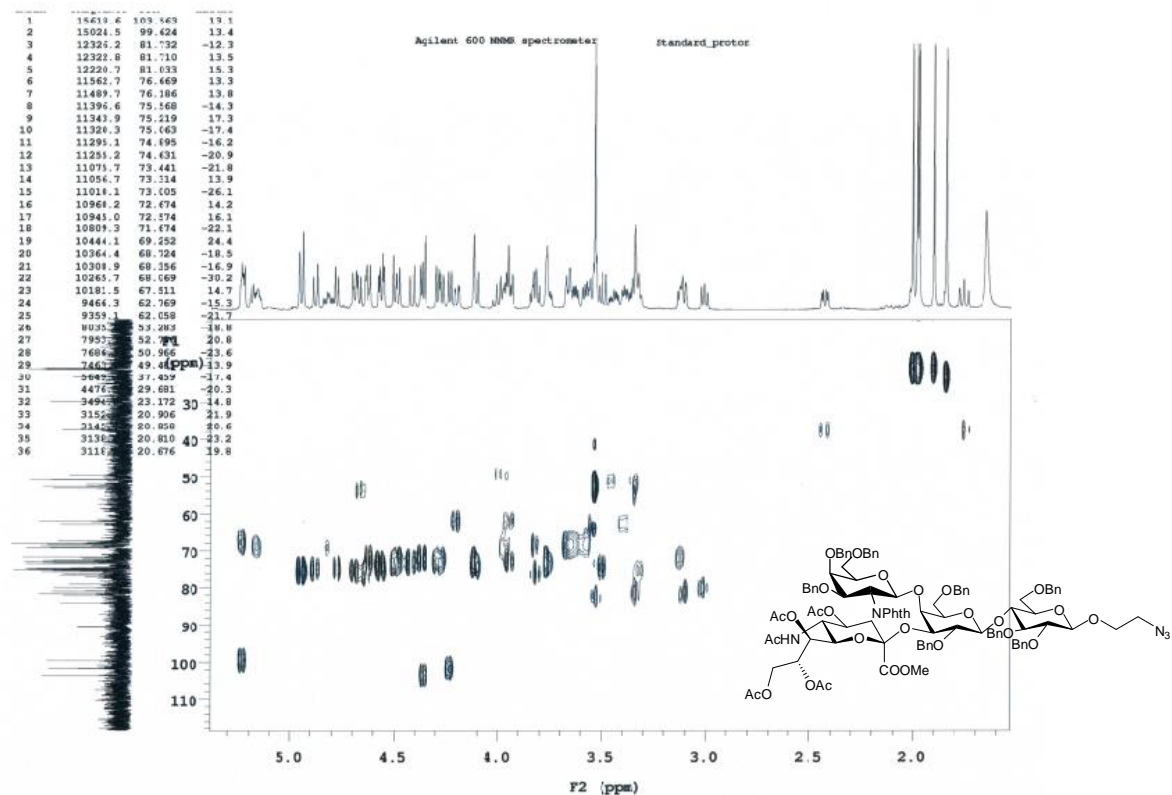 1 15618.6 103.563 13.1
2 15024.5 99.624 13.4
3 12326.2 81.732 -12.3
4 12322.8 81.710 13.5
5 12220.7 81.033 15.3
6 11562.7 76.669 13.3
7 11489.7 76.186 13.8
8 11396.6 75.568 -14.3
9 11343.9 75.219 17.3
10 11320.3 75.063 -17.4
11 11295.1 74.895 -16.2
12 11255.2 74.631 -20.9
13 11075.7 73.441 -21.8
14 11056.7 73.314 13.9
15 11010.1 73.005 -26.1
16 10960.2 72.674 14.2
17 10945.0 72.574 16.1
18 10809.3 71.674 -22.1
19 10444.1 69.252 24.4
20 10364.4 68.724 -18.5
21 10308.9 68.356 -16.9
22 10265.7 68.069 -30.2
23 10181.5 67.511 14.7
24 9466.3 62.769 -15.3
25 9359.1 62.058 -21.7
26 53.283 18.8
27 20.8
28 50.966 -23.6
29 13.9
30 37.459 -17.4
31 29.681 -20.3
32 23.172 14.8
33 20.906 21.9
34 20.858 20.6
35 20.810 23.2
36 20.676 19.8
Agilent 600 NNMR spectrometer Standard_protor
F1
(ppm)
30
40
50
60
70
80
90
100
110
5.0 4.5 4.0 3.5 3.0 2.5 2.0
F2 (ppm)
OBn OBn
BnO
O
O
OBn
OBn
NPhth
AcO
AcO
AcHN
O
O
O
O
O
O
O
N3
BnO
BnO
BnO
COOMe
AcO
OAc